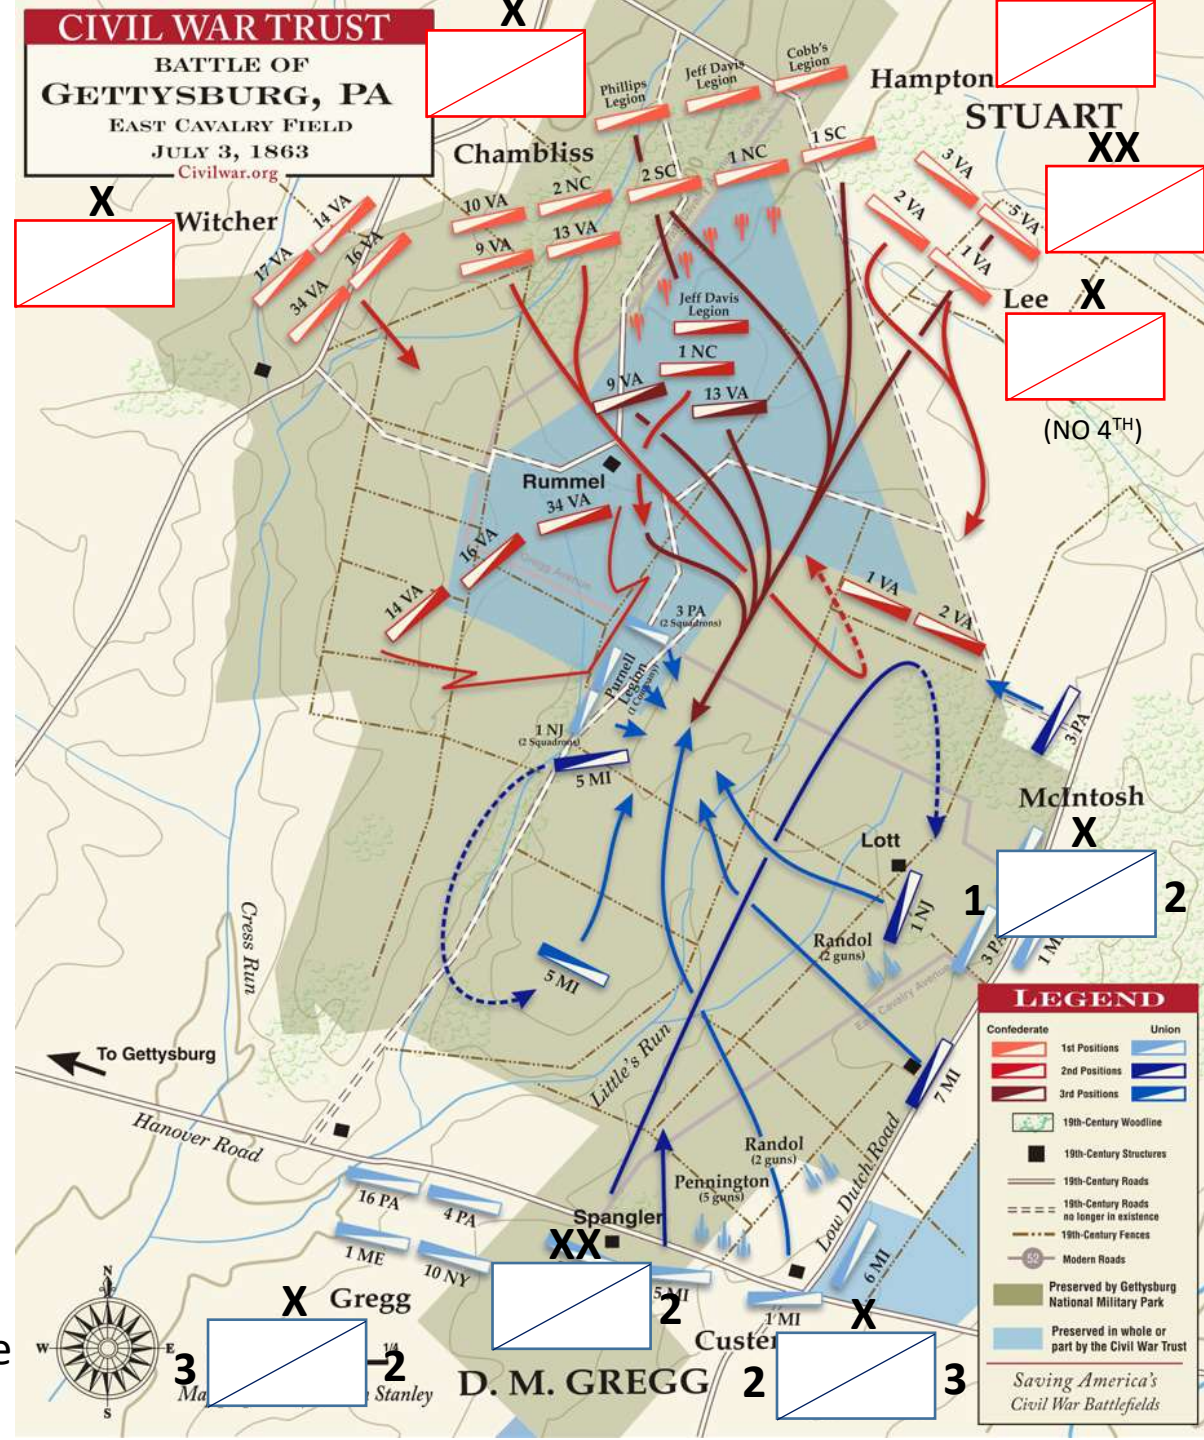 CIVIL WAR TRUST
BATTLE OF
GETTYSBURG, PA
EAST CAVALRY FIELD
JULY 3, 1863
Civilwar.org
X
Chambliss
Phillips
Legion
Jeff Davis
Legion
Cobb's
Legion
Hampton
STUART
XX
X
Witcher
14 VA
17 VA
16 VA
34 VA
10 VA
2 NC
2 SC
1 NC
1 SC
9 VA
13 VA
3 VA
2 VA
5 VA
1 VA
Lee
X
(NO 4TH)
Jeff Davis
Legion
1 NC
9 VA
13 VA
Rummel
34 VA
16 VA
14 VA
Gregg Avenue
3 PA
(2 Squadrons)
Purnell
Legion
(1 Company)
1 NJ
(2 Squadrons)
5 MI
1 VA
2 VA
3 PA
McIntosh
X
1
2
Lott
1 NJ
3 PA
Randol
(2 guns)
East Cavalry Avenue
5 MI
Cress Run
Little's Run
7 MI
To Gettysburg
Hanover Road
Low Dutch Road
Randol
(2 guns)
Pennington
(5 guns)
Spangler
XX
16 PA
4 PA
1 ME
10 NY
5 MI
2
6 MI
1 MI
X
Gregg
3
2
Custer
X
2
3
D. M. GREGG
N
W
E
S
Stanley
LEGEND
Confederate
Union
1st Positions
2nd Positions
3rd Positions
19th-Century Woodline
19th-Century Structures
19th-Century Roads
19th-Century Roads
no longer in existence
19th-Century Fences
52
Modern Roads
Preserved by Gettysburg
National Military Park
Preserved in whole or
part by the Civil War Trust
Saving America's
Civil War Battlefields